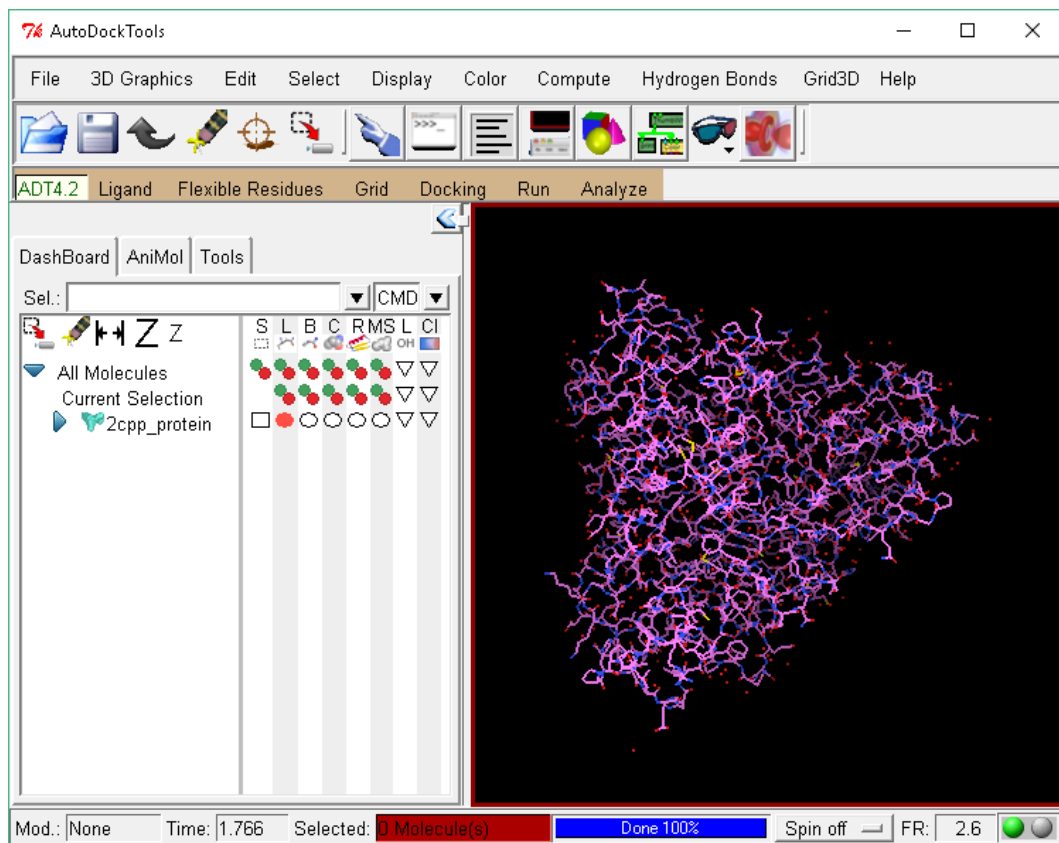 AutoDockTools
File 3D Graphics Edit Select Display Color Compute Hydrogen Bonds Grid3D Help
>>>_
ADT4.2 Ligand Flexible Residues Grid Docking Run Analyze
DashBoard AniMol Tools
Sel.: CMD
Z Z S L B C R MS L Cl
OH
All Molecules
Current Selection
2cpp_protein
Mod.: None Time: 1.766 Selected: 0 Molecule(s) Done 100% Spin off FR: 2.6